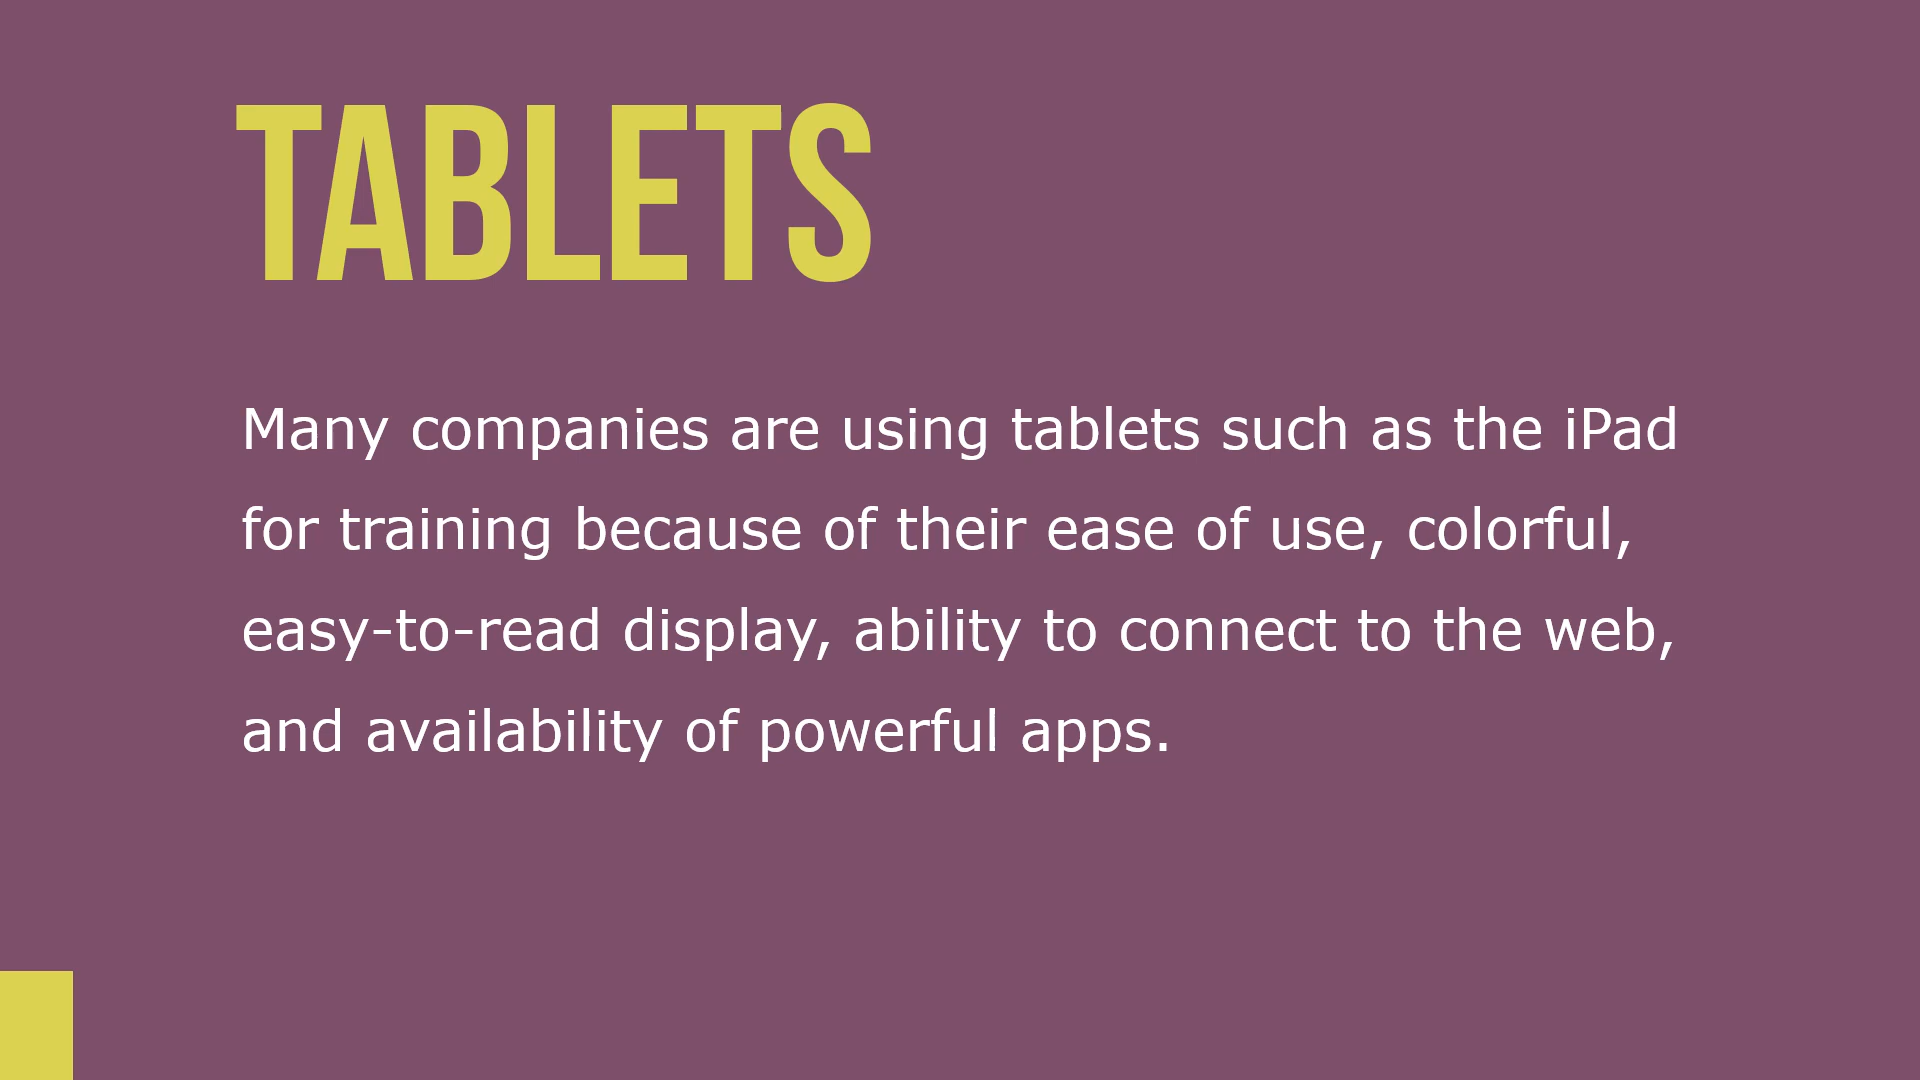 TABLETS
Many companies are using tablets such as the iPad
for training because of their ease of use, colorful,
easy-to-read display, ability to connect to the web,
and availability of powerful apps.